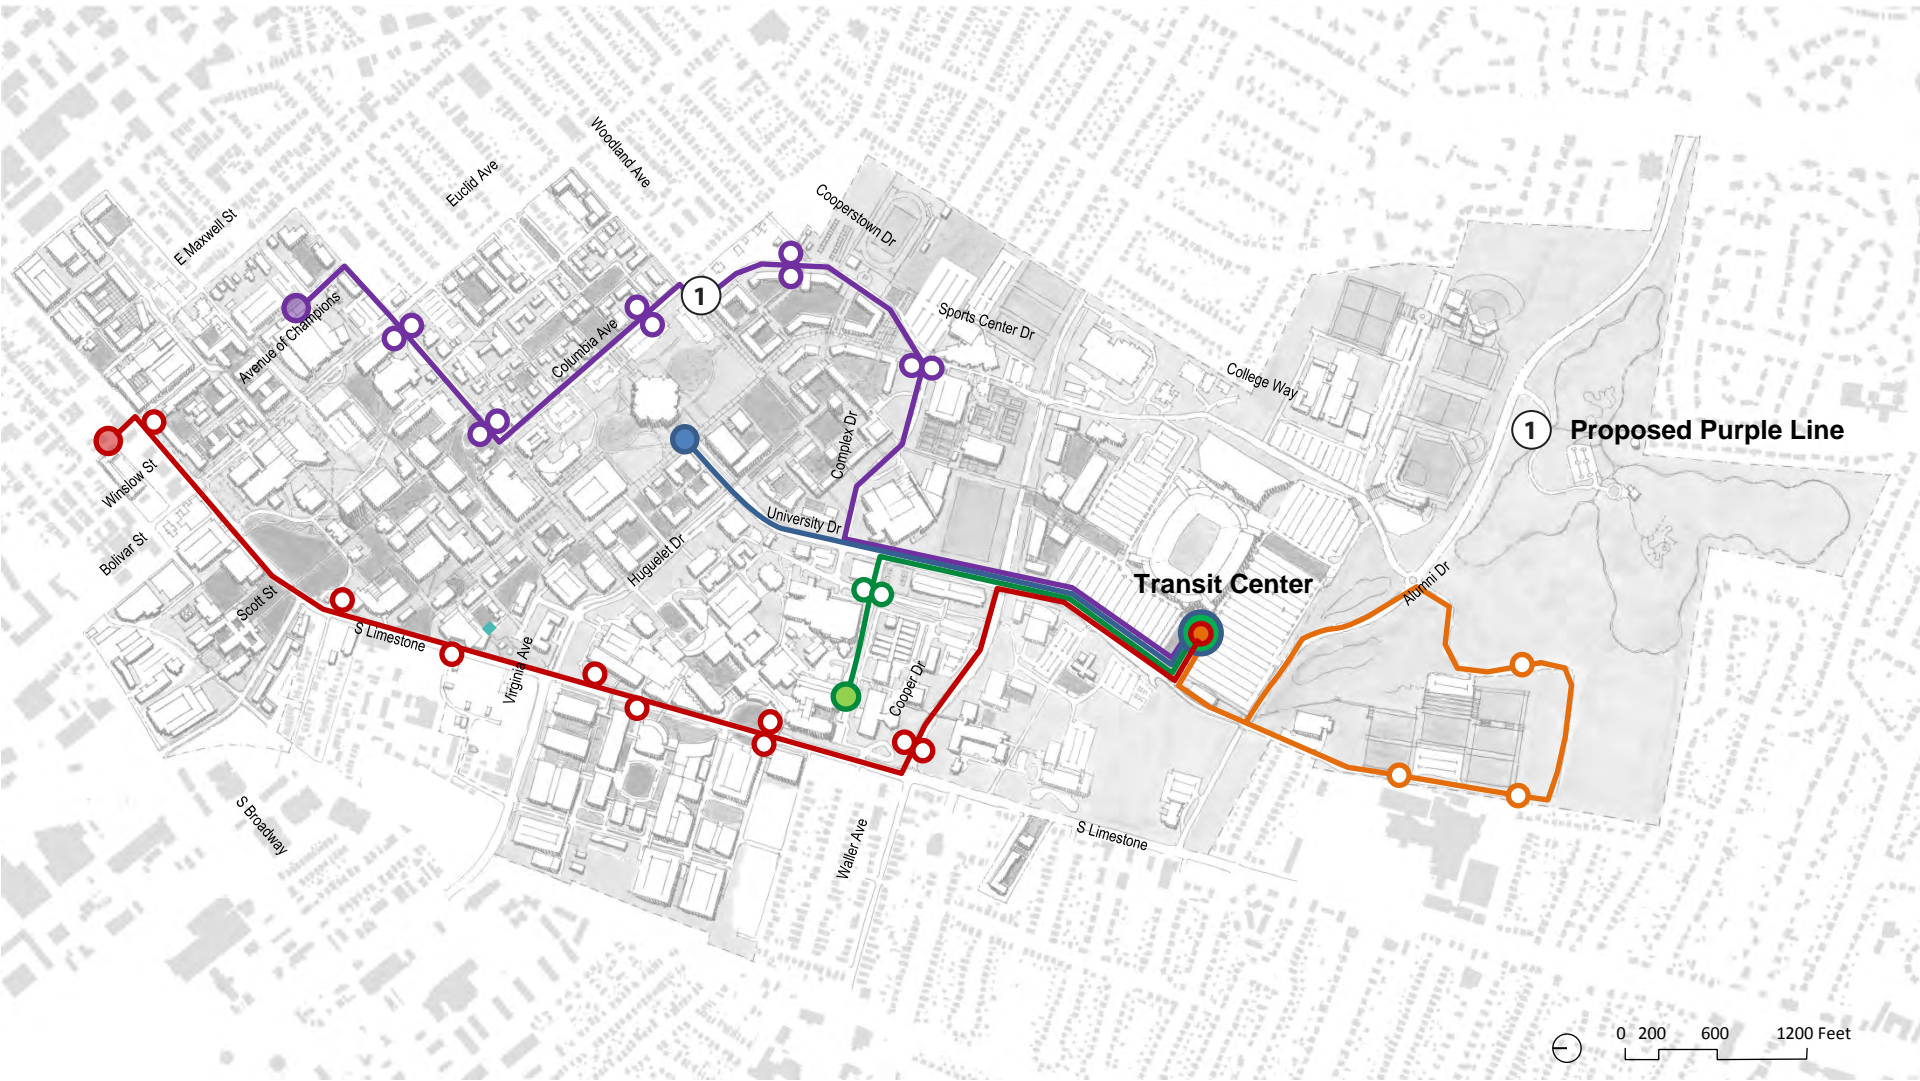 Woodland Ave
Euclid Ave
E Maxwell St
Cooperstown Dr
Avenue of Champions
1
Columbia Ave
Sports Center Dr
College Way
1 Proposed Purple Line
Complex Dr
Winslow St
University Dr
Bolivar St
Huguelet Dr
Transit Center
Alumni Dr
Scott St
S Limestone
Virginia Ave
Cooper Dr
S Broadway
Waller Ave
S Limestone
0 200 600 1200 Feet